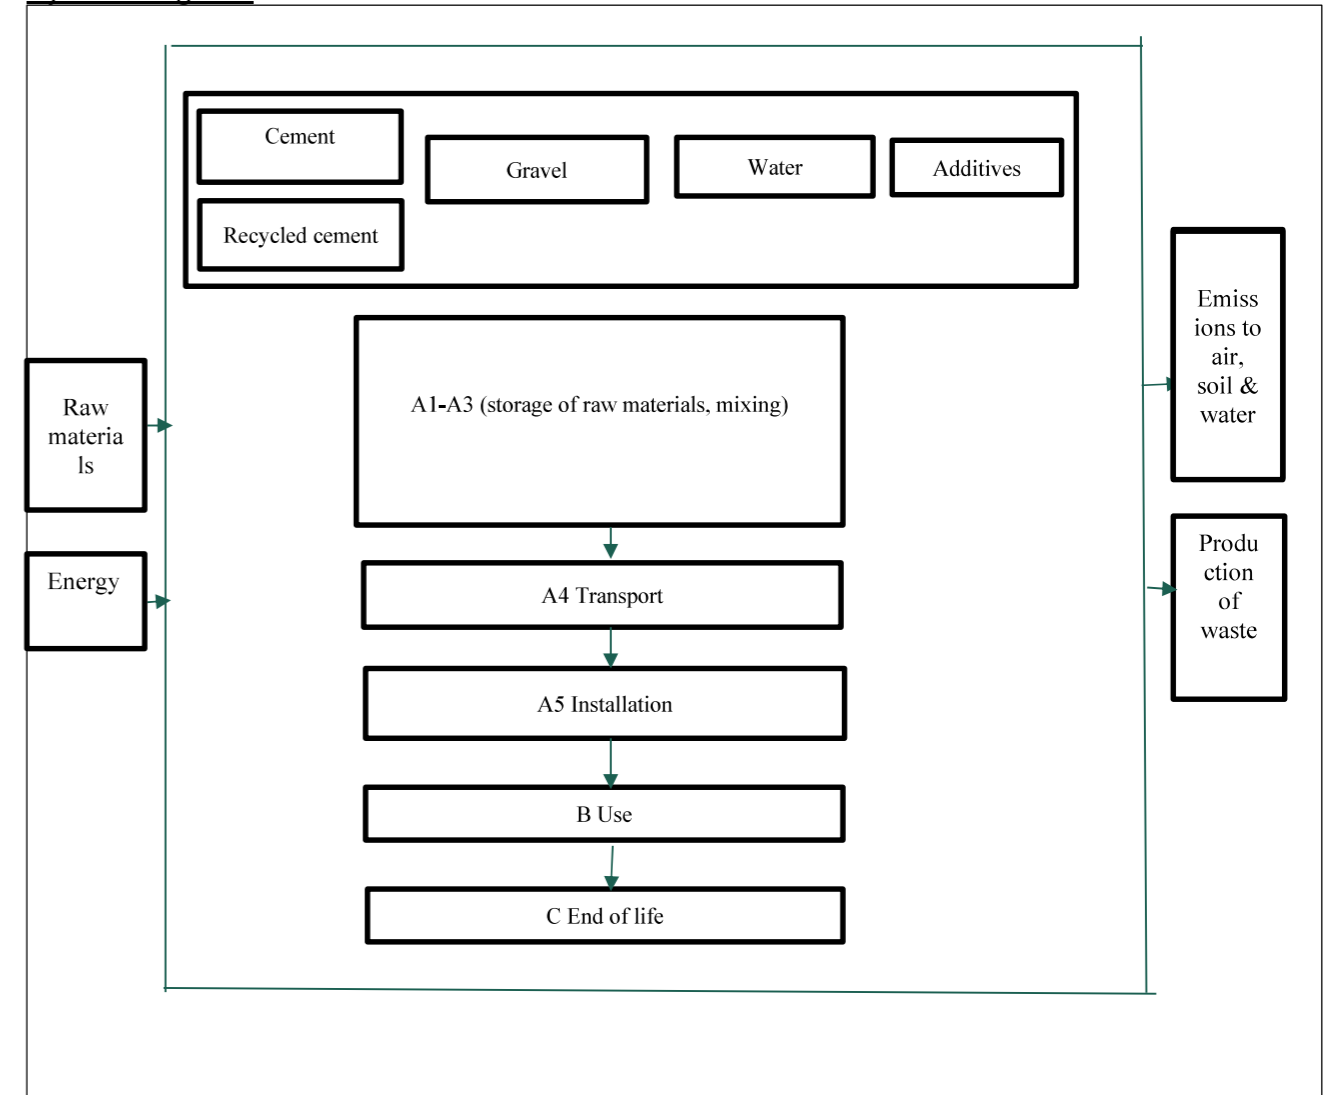 Cement
Gravel
Water
Additives
Recycled cement
A1-A3 (storage of raw materials, mixing)
Raw
materia
ls
Energy
A4 Transport
A5 Installation
B Use
C End of life
Emiss
ions to
air,
soil &
water
Produ
ction
of
waste